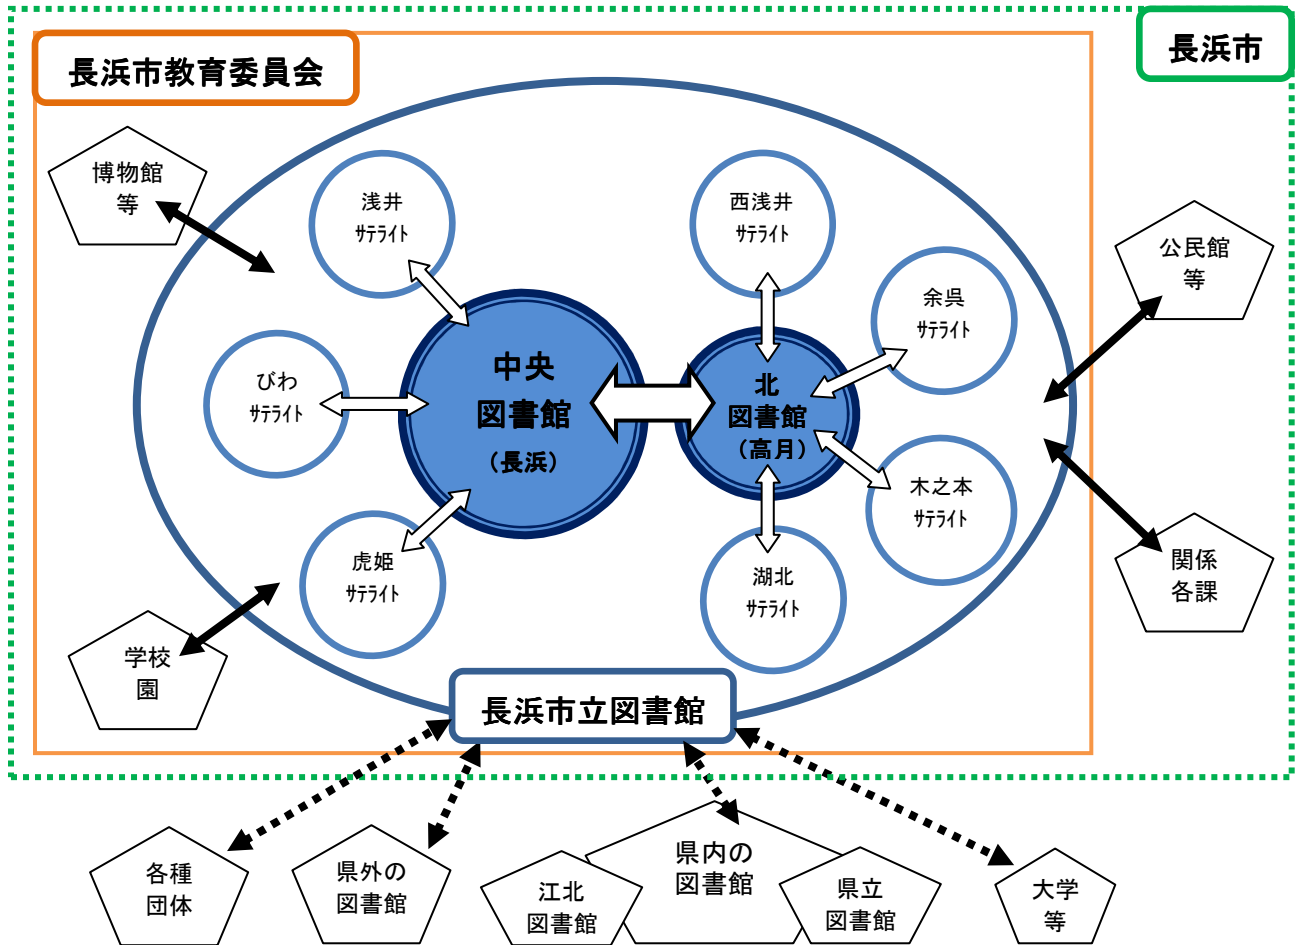 長浜市
長浜市教育委員会
博物館
等
浅井
ｻﾃﾗｲﾄ
西浅井
ｻﾃﾗｲﾄ
公民館
等
余呉
ｻﾃﾗｲﾄ
びわ
ｻﾃﾗｲﾄ
中央
図書館
（長浜）
北
図書館
（高月）
木之本
ｻﾃﾗｲﾄ
虎姫
ｻﾃﾗｲﾄ
湖北
ｻﾃﾗｲﾄ
関係
各課
学校
園
長浜市立図書館
各種
団体
県外の
図書館
江北
図書館
県内の
図書館
県立
図書館
大学
等